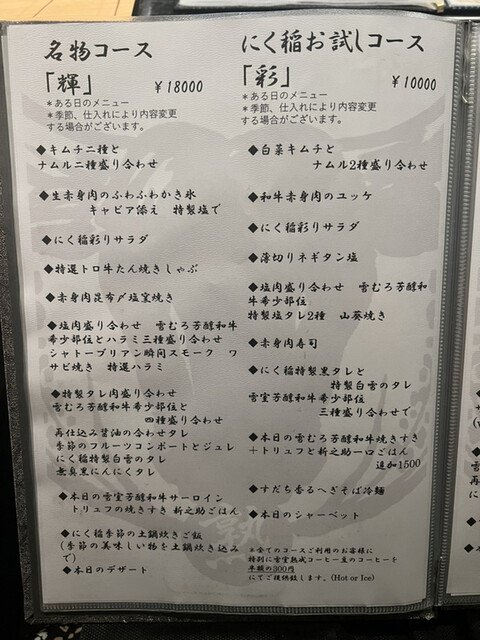 名物コース
「輝」 ¥18000
*ある日のメニュー
*季節、仕入れにより内容変更
する場合がございます。
◆キムチ二種と
ナムル二種盛り合わせ
◆生赤身肉のふわふわかき氷
キャビア添え 特製塩で
◆にく稲彩りサラダ
◆特選トロ牛たん焼きしゃぶ
◆赤身肉昆布〆塩窯焼き
◆塩肉盛り合わせ 雪むろ芳醇和牛
希少部位とハラミ三種盛り合わせ
シャトーブリアン瞬間スモーク ワ
サビ焼き 特選ハラミ
◆特製タレ肉盛り合わせ
雪むろ芳醇和牛希少部位と
四種盛り合わせ
再仕込み醤油の合わせタレ
季節のフルーツコンポートとジュレ
にく稲特製白雪のタレ
無臭黒にんにくタレ
◆本日の雪室芳醇和牛サーロイン
トリュフの焼きすき 新之助ごはん
◆にく稲季節の土鍋炊きご飯
(季節の美味しい物を土鍋炊き込み
で)
◆本日のデザート
にく稲お試しコース
「彩」 ¥10000
*ある日のメニュー
*季節、仕入れにより内容変更
する場合がございます。
◆白菜キムチと
ナムル2種盛り合わせ
◆和牛赤身肉のユッケ
◆にく稲彩りサラダ
◆薄切りネギタン塩
◆塩肉盛り合わせ 雪むろ芳醇和
牛希少部位
特製塩タレ2種 山葵焼き
◆赤身肉寿司
◆にく稲特製黒タレと
特製白雪のタレ
雪室芳醇和牛希少部位
三種盛り合わせで
◆本日の雪むろ芳醇和牛焼きすき
+トリュフと新之助一口ごはん
追加1500
◆すだち香るへぎそば冷麺
◆本日のシャーベット
*全てのコースご利用のお客様に
特別に雪室熟成コーヒー豆のコーヒーを
半額の300円
にてご提供致します。(Hot or Ice)